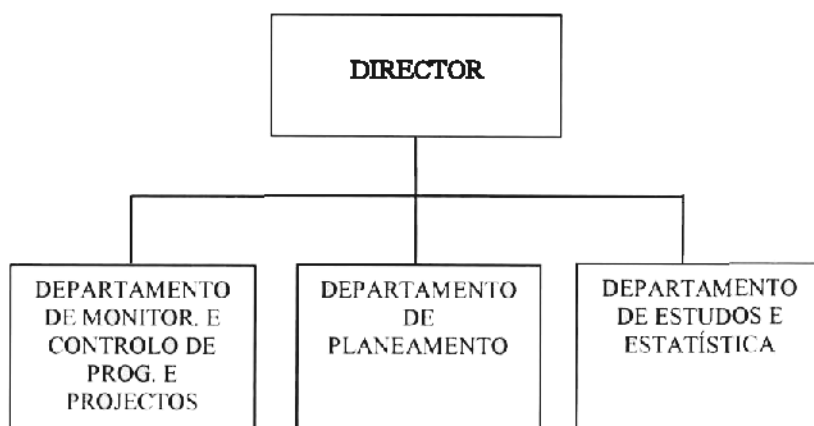 DIRECTOR
DEPARTAMENTO
DE MONITOR. E
CONTROLO DE
PROG. E
PROJECTOS
DEPARTAMENTO
DE
PLANEAMENTO
DEPARTAMENTO
DE ESTUDOS E
ESTATÍSTICA